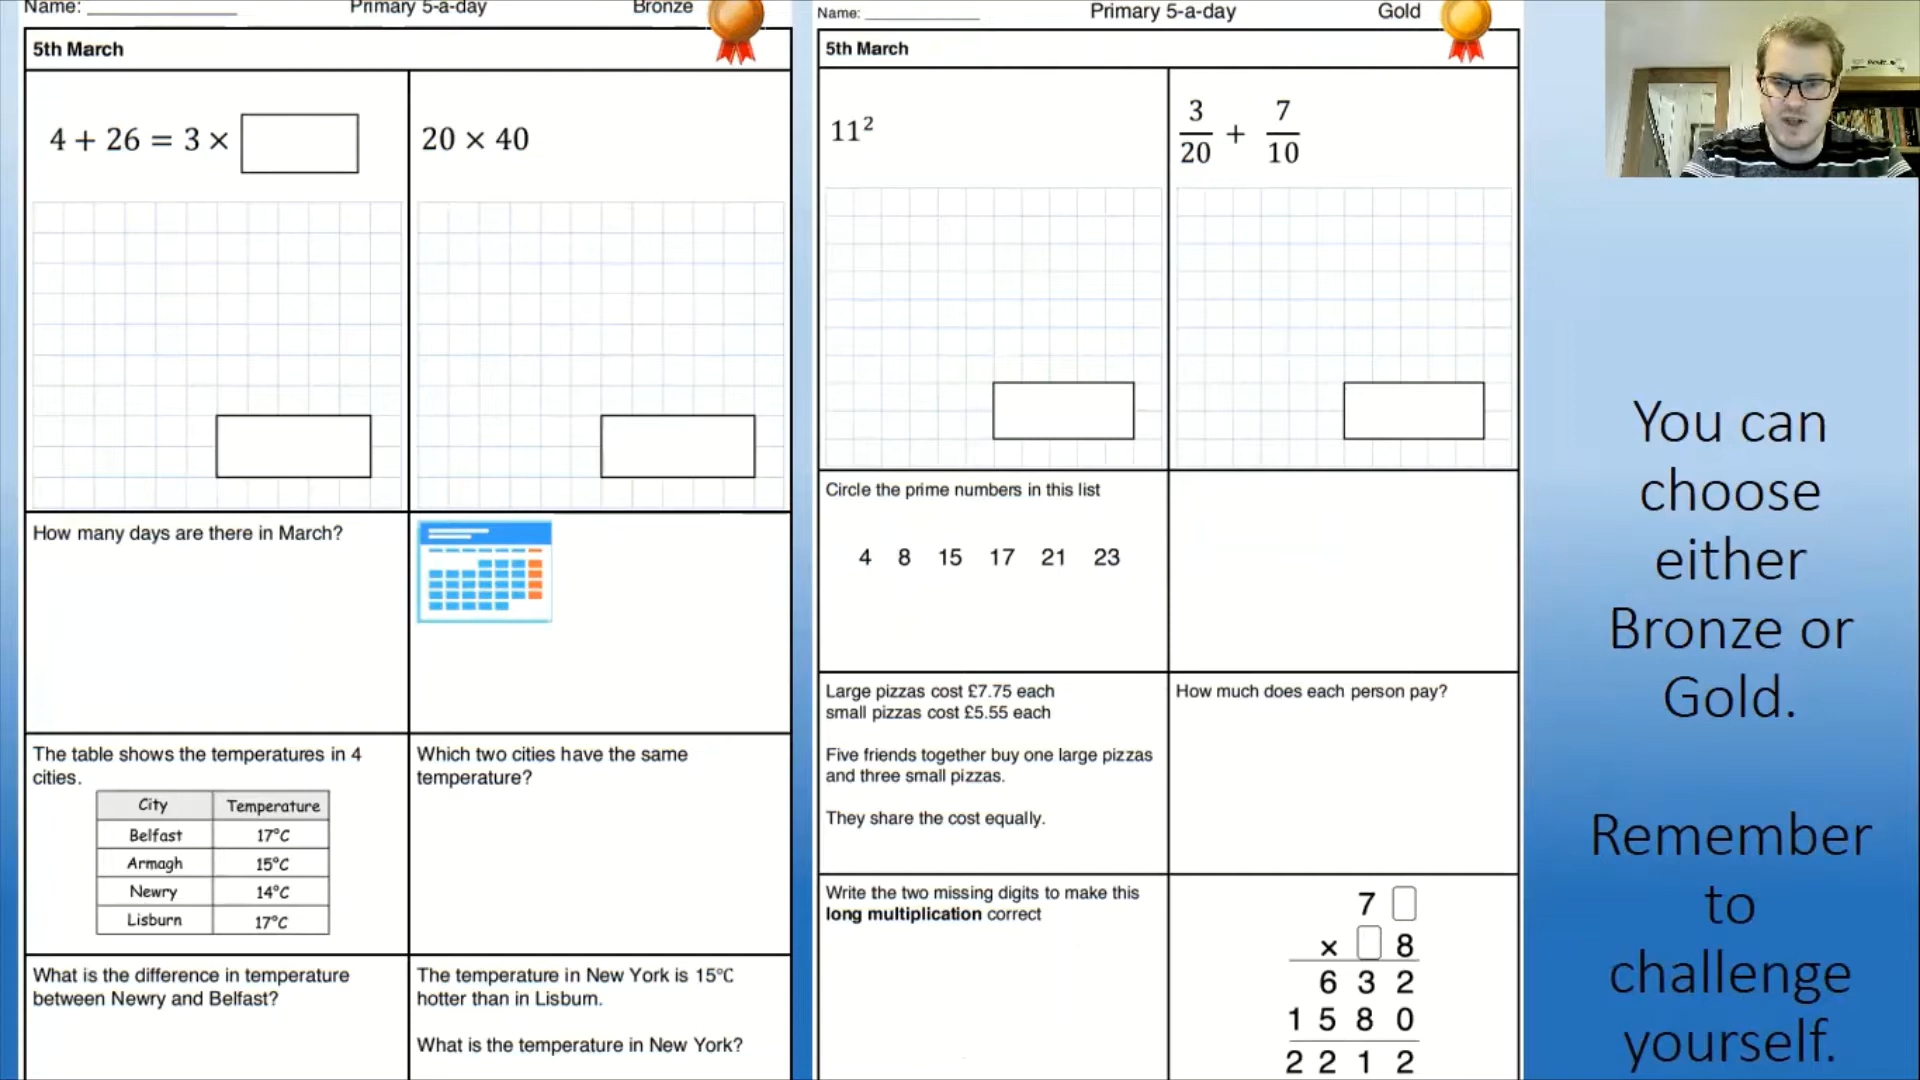 Name: ____________
Primary 5-a-day
Bronze
5th March
4 + 26 = 3 ×
20 × 40
How many days are there in March?
The table shows the temperatures in 4
cities.
City Temperature
Belfast 17°C
Armagh 15°C
Newry 14°C
Lisburn 17°C
Which two cities have the same
temperature?
What is the difference in temperature
between Newry and Belfast?
The temperature in New York is 15°C
hotter than in Lisburn.
What is the temperature in New York?
Name: ____________
Primary 5-a-day
Gold
5th March
11²
3/20 + 7/10
Circle the prime numbers in this list
4 8 15 17 21 23
Large pizzas cost £7.75 each
small pizzas cost £5.55 each
Five friends together buy one large pizzas
and three small pizzas.
They share the cost equally.
How much does each person pay?
Write the two missing digits to make this
long multiplication correct
7
× 8
6 3 2
1 5 8 0
2 2 1 2
You can
choose
either
Bronze or
Gold.
Remember
to
challenge
yourself.